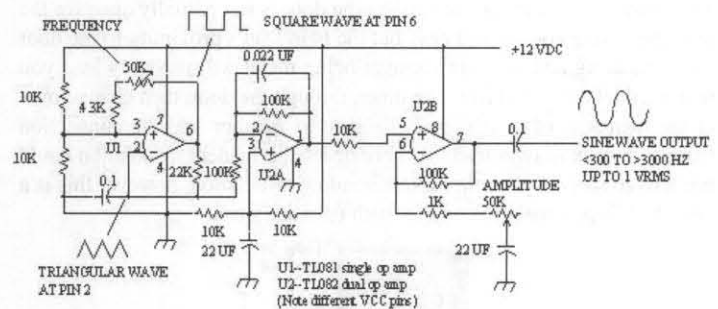 SQUAREWAVE AT PIN 6
FREQUENCY
+12 VDC
50K
0.022 UF
10K
4.3K
100K
U2B
3
7
6
2
1
10K
5
8
7
0.1
U1
2
3
4
6
10K
4
22K
100K
U2A
SINEWAVE OUTPUT
<300 TO >3000 HZ
UP TO 1 VRMS
0.1
100K
AMPLITUDE
1K
50K
10K
10K
22 UF
22 UF
TRIANGULAR WAVE
AT PIN 2
U1--TL081 single op amp
U2--TL082 dual op amp
(Note different VCC pins)